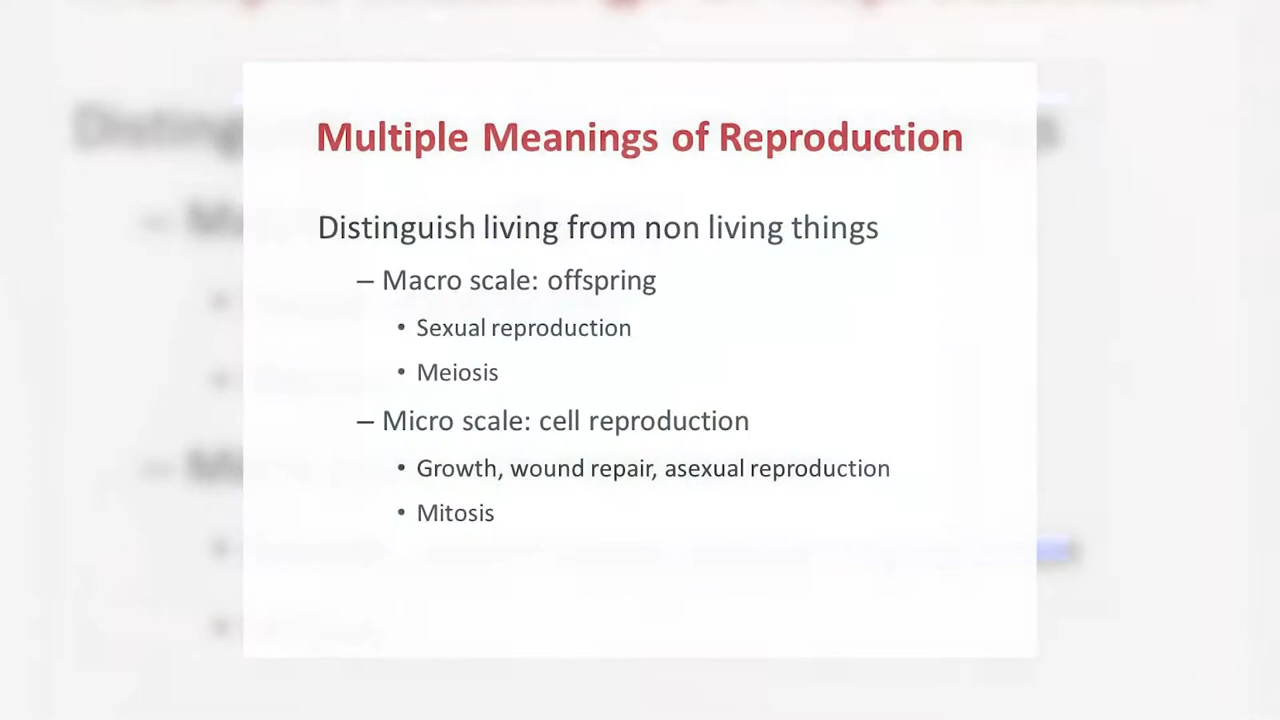 Multiple Meanings of Reproduction
Distinguish living from non living things
– Macro scale: offspring
• Sexual reproduction
• Meiosis
– Micro scale: cell reproduction
• Growth, wound repair, asexual reproduction
• Mitosis